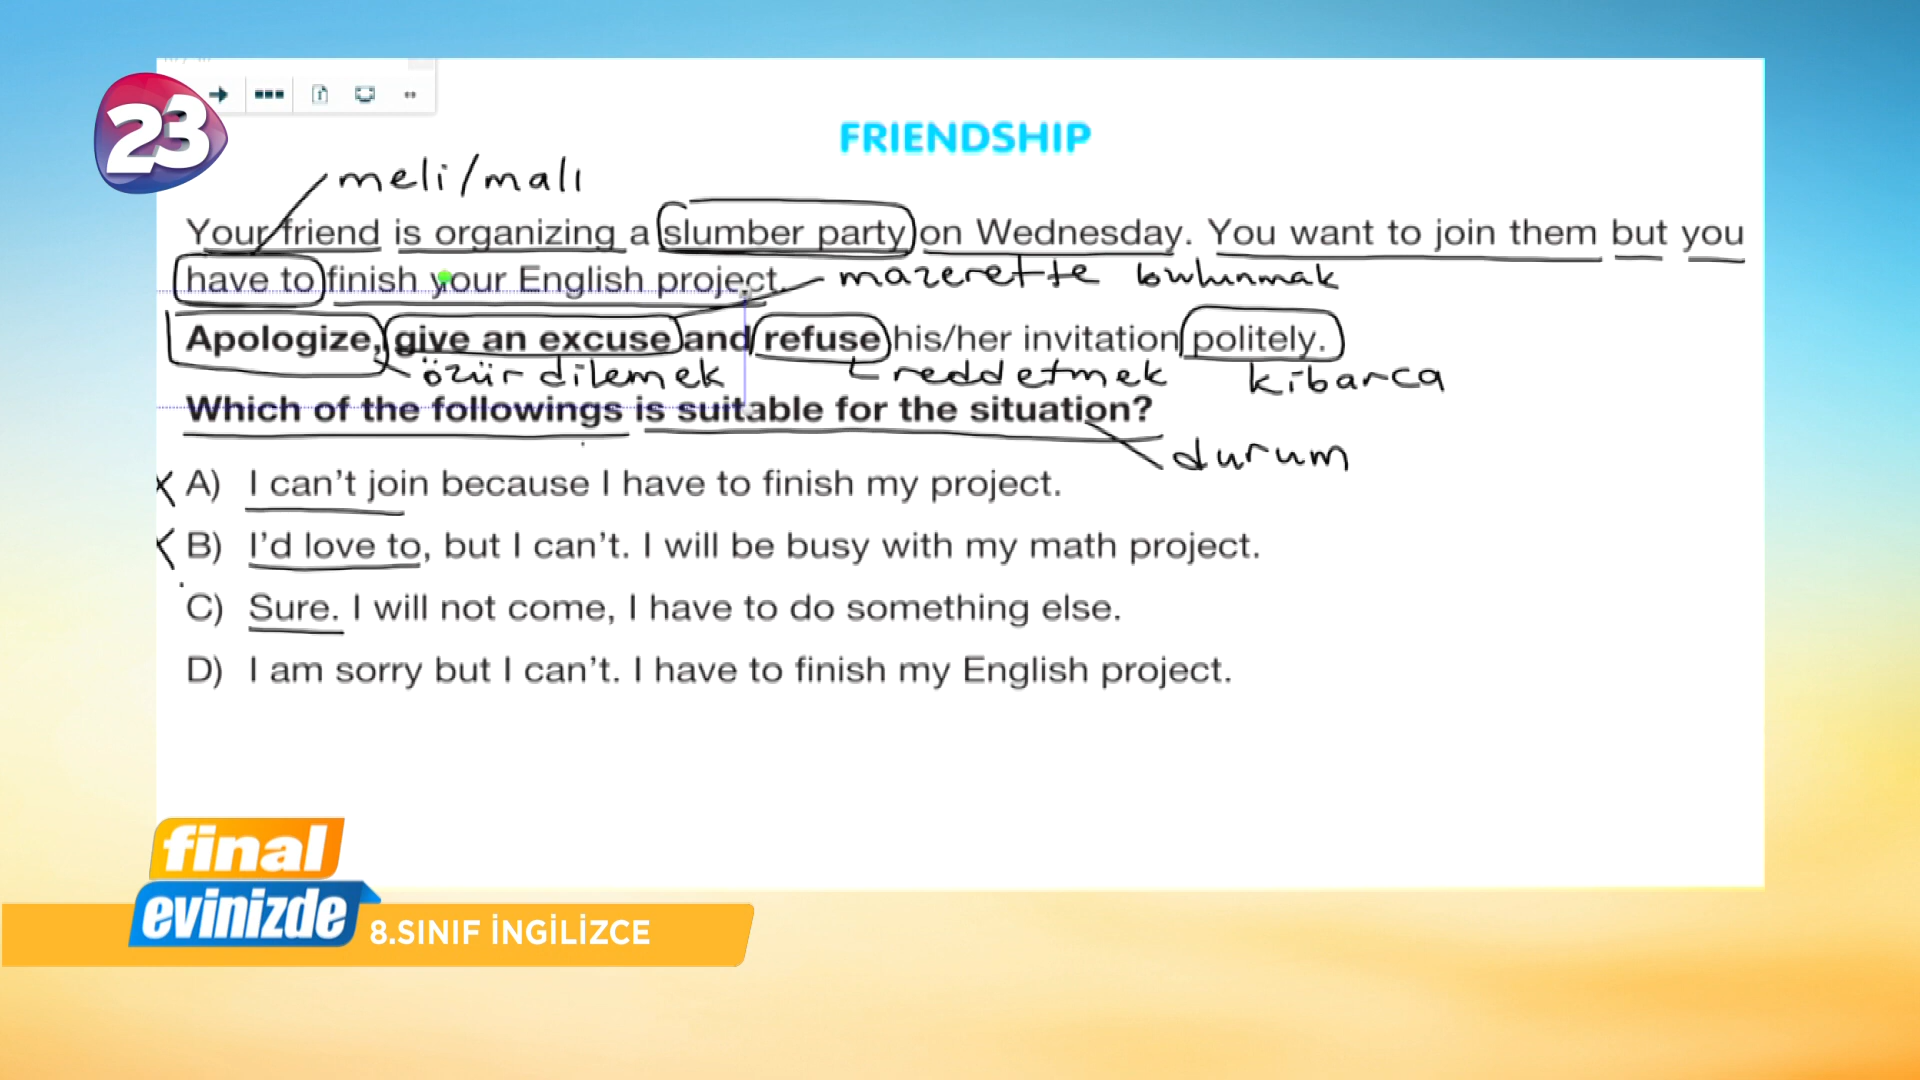 23
FRIENDSHIP
meli/malı
Your friend is organizing a slumber party on Wednesday. You want to join them but you
have to finish your English project.
mazerette bulunmak
Apologize, give an excuse and refuse his/her invitation politely.
özür dilemek
reddetmek
kibarca
Which of the followings is suitable for the situation?
durum
A) I can't join because I have to finish my project.
B) I'd love to, but I can't. I will be busy with my math project.
C) Sure. I will not come, I have to do something else.
D) I am sorry but I can't. I have to finish my English project.
final
evinizde
8.SINIF İNGİLİZCE